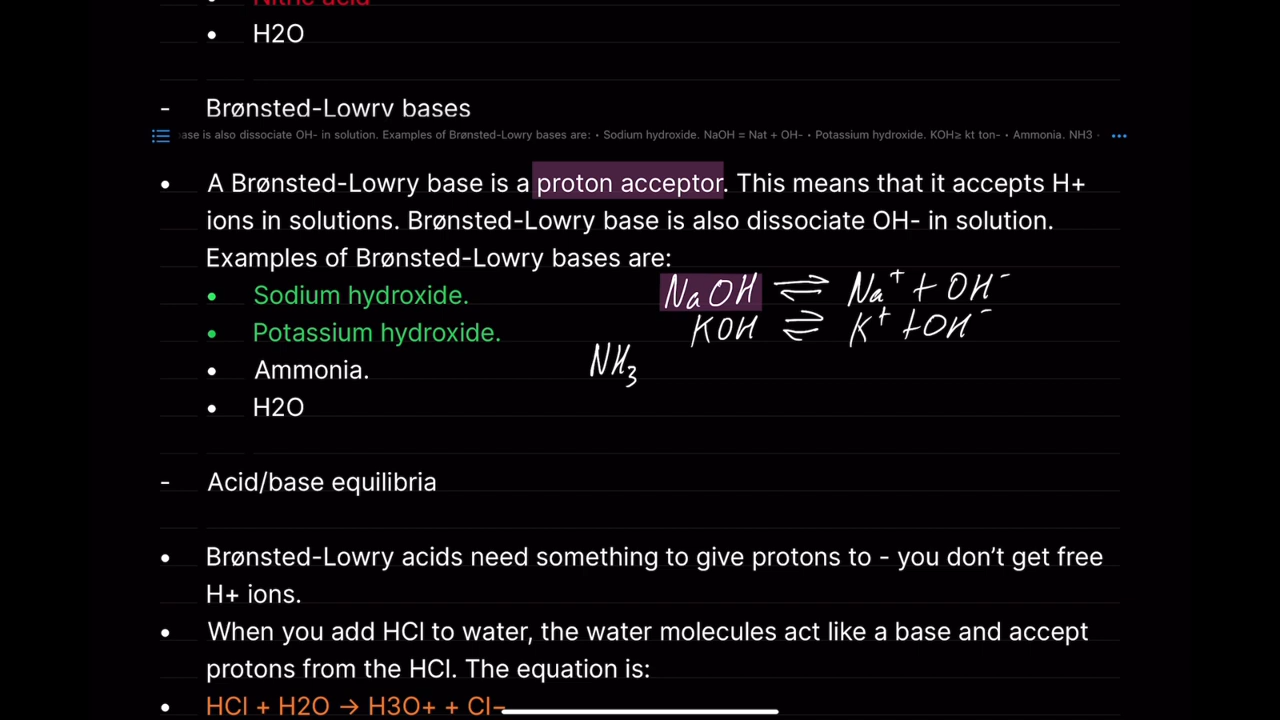 Nitric acid
• H2O
- Brønsted-Lowry bases
ase is also dissociate OH- in solution. Examples of Brønsted-Lowry bases are: • Sodium hydroxide. NaOH = Nat + OH- • Potassium hydroxide. KOH≥ kt ton- • Ammonia. NH3 -
• A Brønsted-Lowry base is a proton acceptor. This means that it accepts H+
ions in solutions. Brønsted-Lowry base is also dissociate OH- in solution.
Examples of Brønsted-Lowry bases are:
• Sodium hydroxide. NaOH ⇌ Na⁺ + OH⁻
• Potassium hydroxide. KOH ⇌ K⁺ + OH⁻
• Ammonia. NH₃
• H2O
- Acid/base equilibria
• Brønsted-Lowry acids need something to give protons to - you don’t get free
H+ ions.
• When you add HCl to water, the water molecules act like a base and accept
protons from the HCl. The equation is:
• HCl + H2O → H3O+ + Cl−